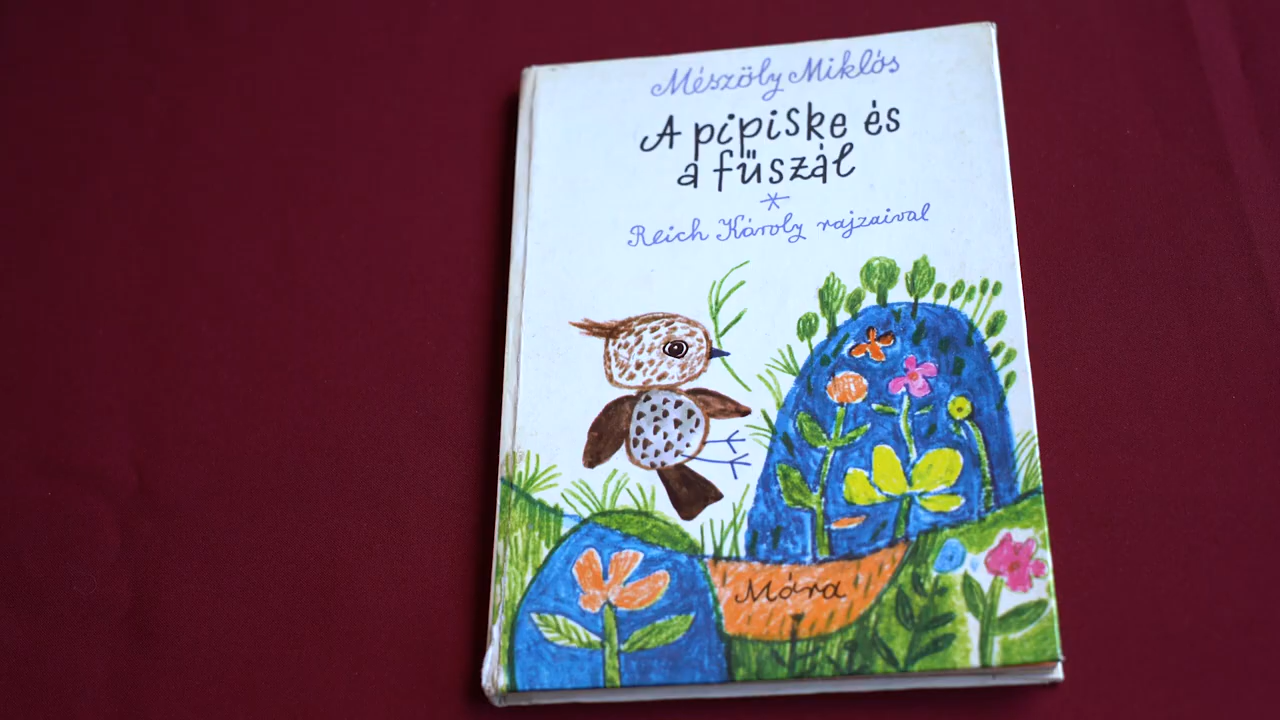 Mészöly Miklós
A pipiske és
a fűszál
Reich Károly rajzaival
Móra